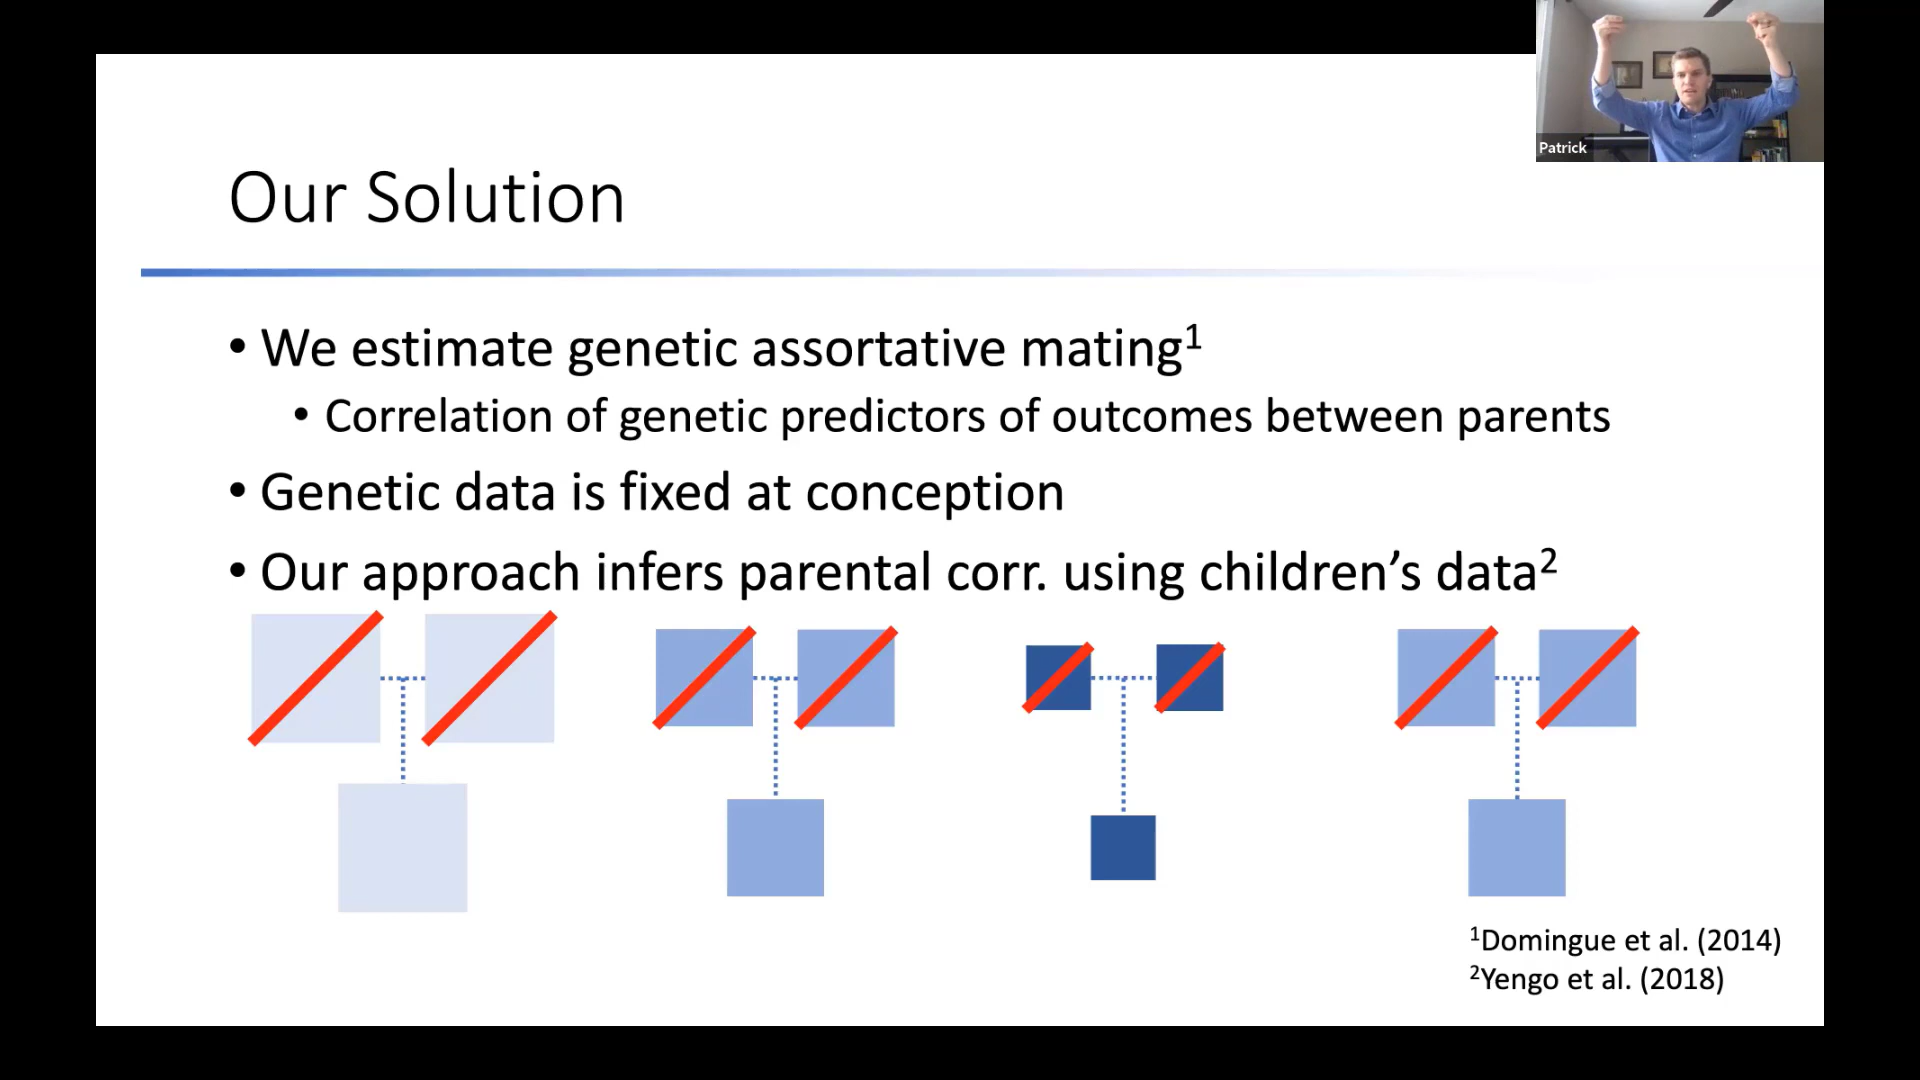 Patrick
Our Solution
• We estimate genetic assortative mating¹
• Correlation of genetic predictors of outcomes between parents
• Genetic data is fixed at conception
• Our approach infers parental corr. using children’s data²
¹Domingue et al. (2014)
²Yengo et al. (2018)